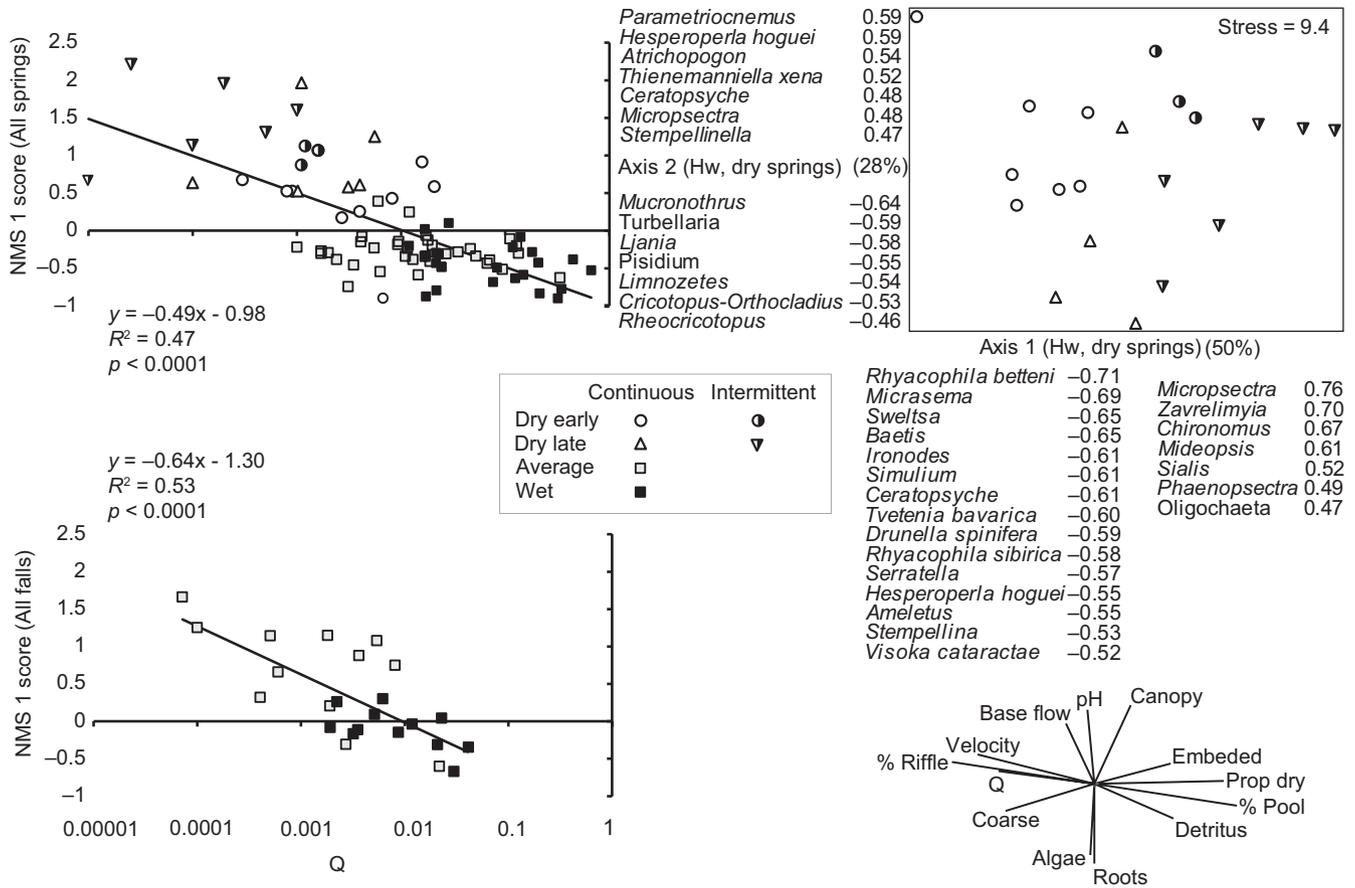 NMS 1 score (All springs)
2.5
2
1.5
1
0.5
0
–0.5
–1
y = –0.49x - 0.98
R² = 0.47
p < 0.0001
Parametriocnemus 0.59
Hesperoperla hoguei 0.59
Atrichopogon 0.54
Thienemanniella xena 0.52
Ceratopsyche 0.48
Micropsectra 0.48
Stempellinella 0.47
Axis 2 (Hw, dry springs) (28%)
Mucronothrus –0.64
Turbellaria –0.59
Ljania –0.58
Pisidium –0.55
Limnozetes –0.54
Cricotopus-Orthocladius –0.53
Rheocricotopus –0.46
Stress = 9.4
Axis 1 (Hw, dry springs) (50%)
Rhyacophila betteni –0.71
Micrasema –0.69
Sweltsa –0.65
Baetis –0.65
Ironodes –0.61
Simulium –0.61
Ceratopsyche –0.61
Tvetenia bavarica –0.60
Drunella spinifera –0.59
Rhyacophila sibirica –0.58
Serratella –0.57
Hesperoperla hoguei –0.55
Ameletus –0.55
Stempellina –0.53
Visoka cataractae –0.52
Micropsectra 0.76
Zavrelimyia 0.70
Chironomus 0.67
Mideopsis 0.61
Sialis 0.52
Phaenopsectra 0.49
Oligochaeta 0.47
Continuous Intermittent
Dry early
Dry late
Average
Wet
y = –0.64x - 1.30
R² = 0.53
p < 0.0001
NMS 1 score (All falls)
2.5
2
1.5
1
0.5
0
–0.5
–1
0.00001 0.0001 0.001 0.01 0.1 1
Q
pH
Canopy
Base flow
Velocity
Embeded
% Riffle
Prop dry
Q
% Pool
Coarse
Detritus
Algae
Roots